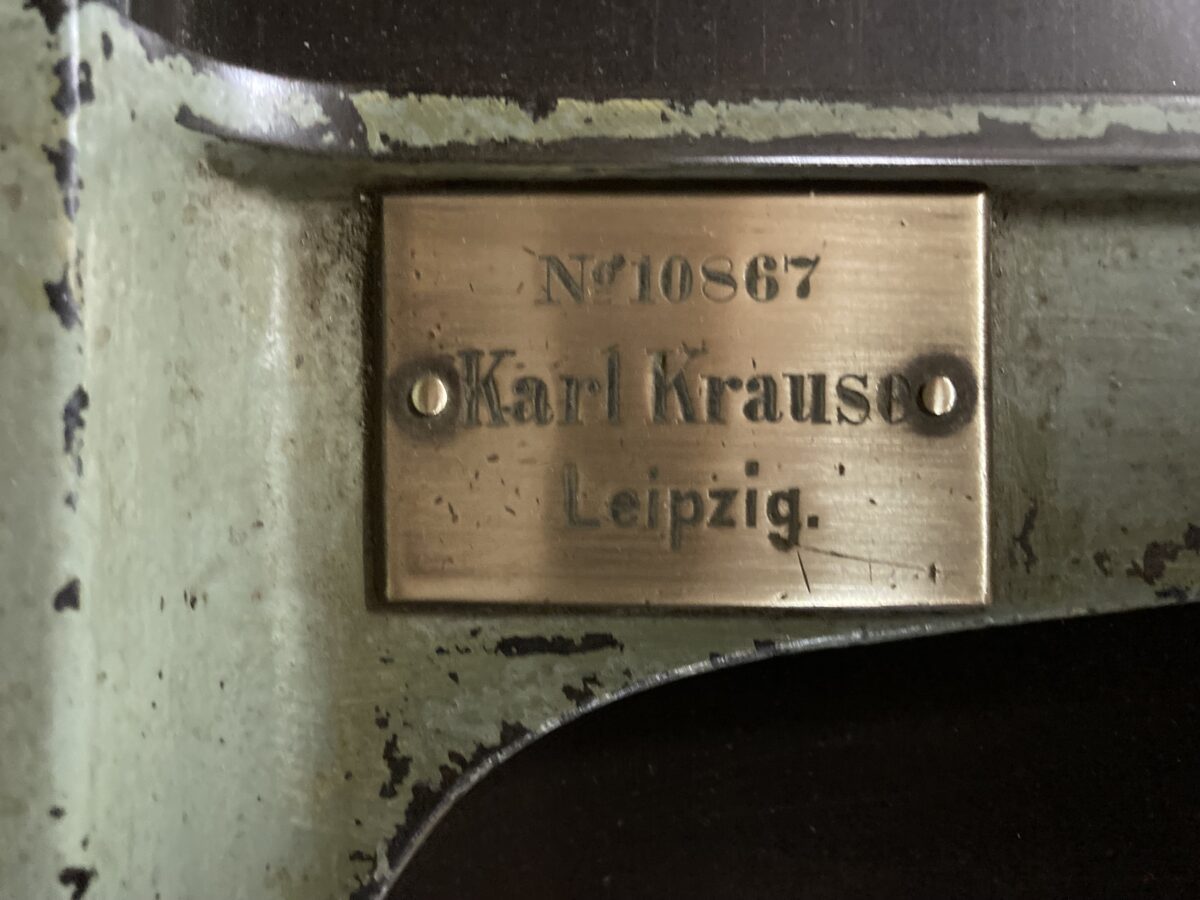 No 10867
Karl Krause
Leipzig.